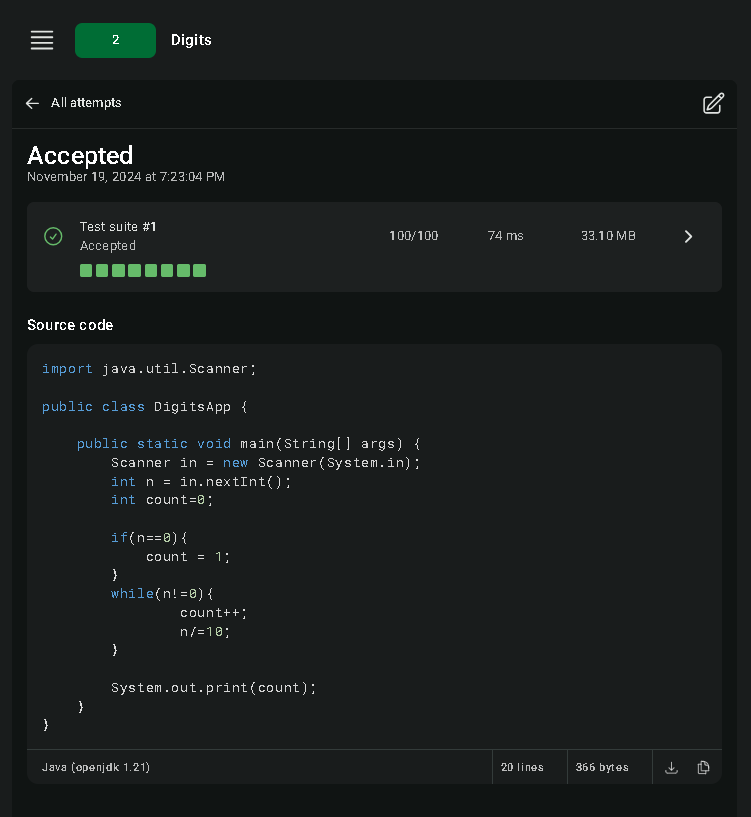 2 Digits
All attempts
Accepted
November 19, 2024 at 7:23:04 PM
Test suite #1
Accepted
100/100 74 ms 33.10 MB
Source code
import java.util.Scanner;
public class DigitsApp {
    public static void main(String[] args) {
        Scanner in = new Scanner(System.in);
        int n = in.nextInt();
        int count=0;
        if(n==0){
            count = 1;
        }
        while(n!=0){
                count++;
                n/=10;
        }
        System.out.print(count);
    }
}
Java (openjdk 1.21) 20 lines 366 bytes